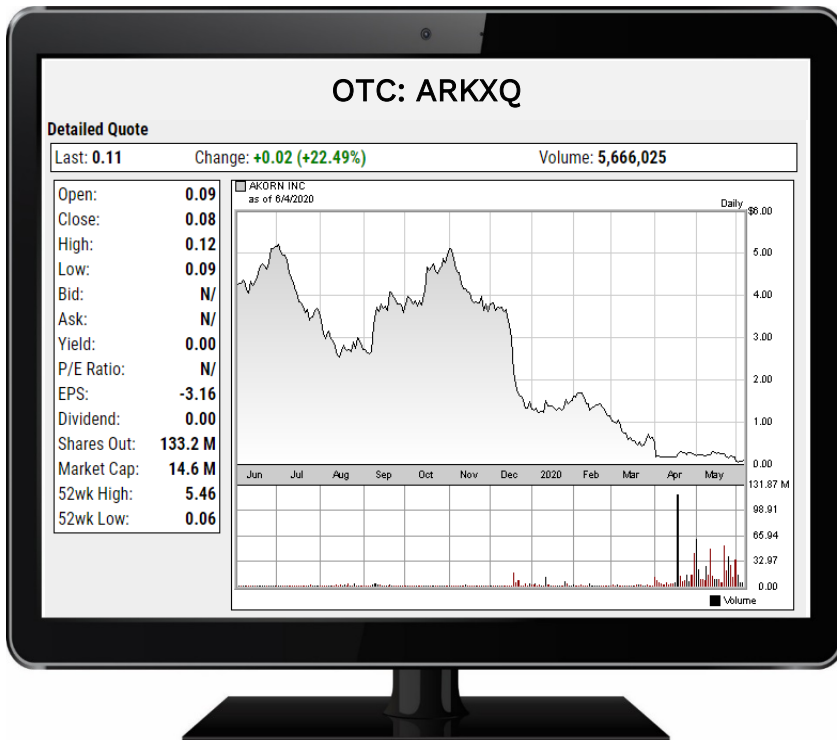 OTC: ARKXQ
Detailed Quote
Last: 0.11 Change: +0.02 (+22.49%) Volume: 5,666,025
Open: 0.09
Close: 0.08
High: 0.12
Low: 0.09
Bid: N/
Ask: N/
Yield: 0.00
P/E Ratio: N/
EPS: -3.16
Dividend: 0.00
Shares Out: 133.2 M
Market Cap: 14.6 M
52wk High: 5.46
52wk Low: 0.06
AKORN INC
as of 6/4/2020
Daily
$6.00
5.00
4.00
3.00
2.00
1.00
0.00
Jun Jul Aug Sep Oct Nov Dec 2020 Feb Mar Apr May
131.87 M
98.91
65.94
32.97
0.00
Volume